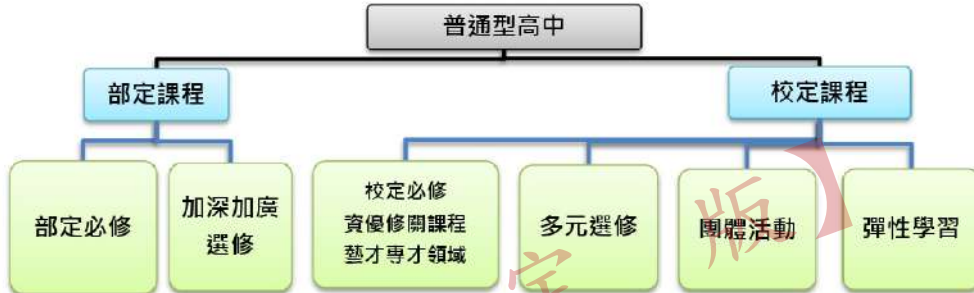 普通型高中
部定課程
校定課程
部定必修
加深加廣
選修
校定必修
資優修關課程
藝才專才領域
多元選修
團體活動
彈性學習
定
版】